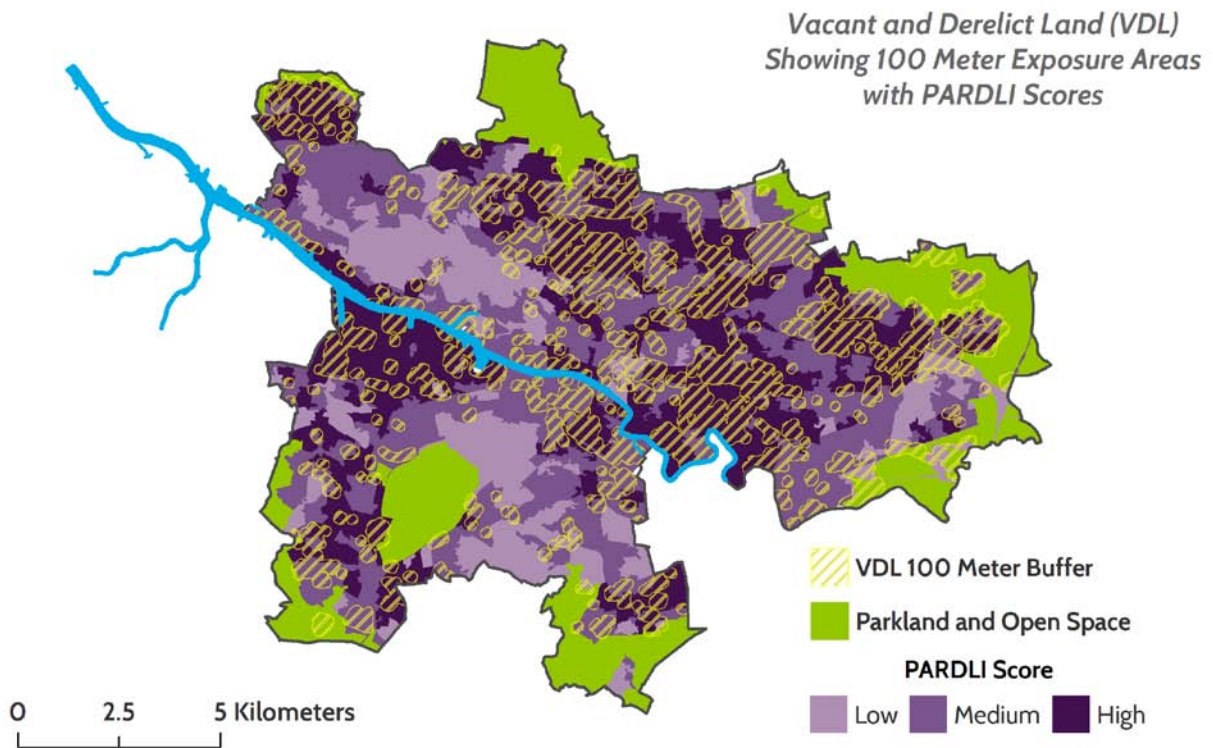 Vacant and Derelict Land (VDL)
Showing 100 Meter Exposure Areas
with PARDLI Scores
VDL 100 Meter Buffer
Parkland and Open Space
PARDLI Score
Low Medium High
0 2.5 5 Kilometers